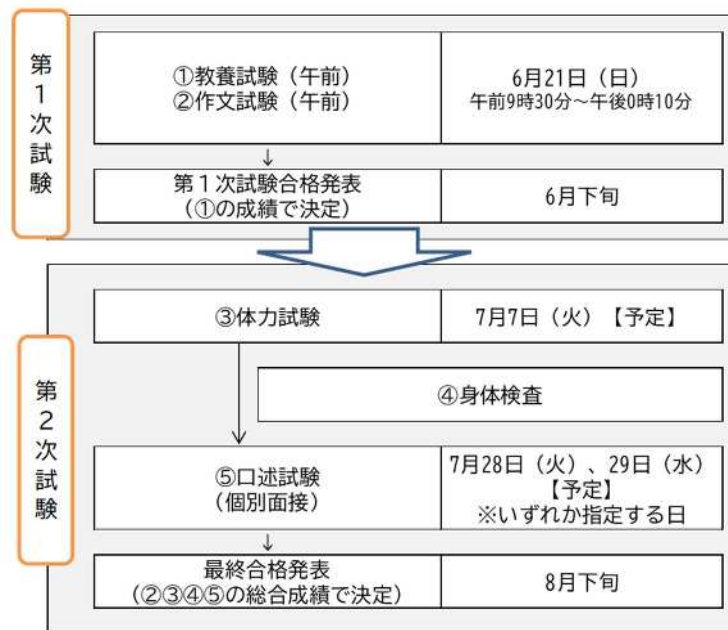 第1次試験
①教養試験（午前）
②作文試験（午前）
6月21日（日）
午前9時30分～午後0時10分
↓
第1次試験合格発表
（①の成績で決定）
6月下旬
第2次試験
③体力試験
7月7日（火）【予定】
④身体検査
⑤口述試験
（個別面接）
7月28日（火）、29日（水）
【予定】
※いずれか指定する日
↓
最終合格発表
（②③④⑤の総合成績で決定）
8月下旬